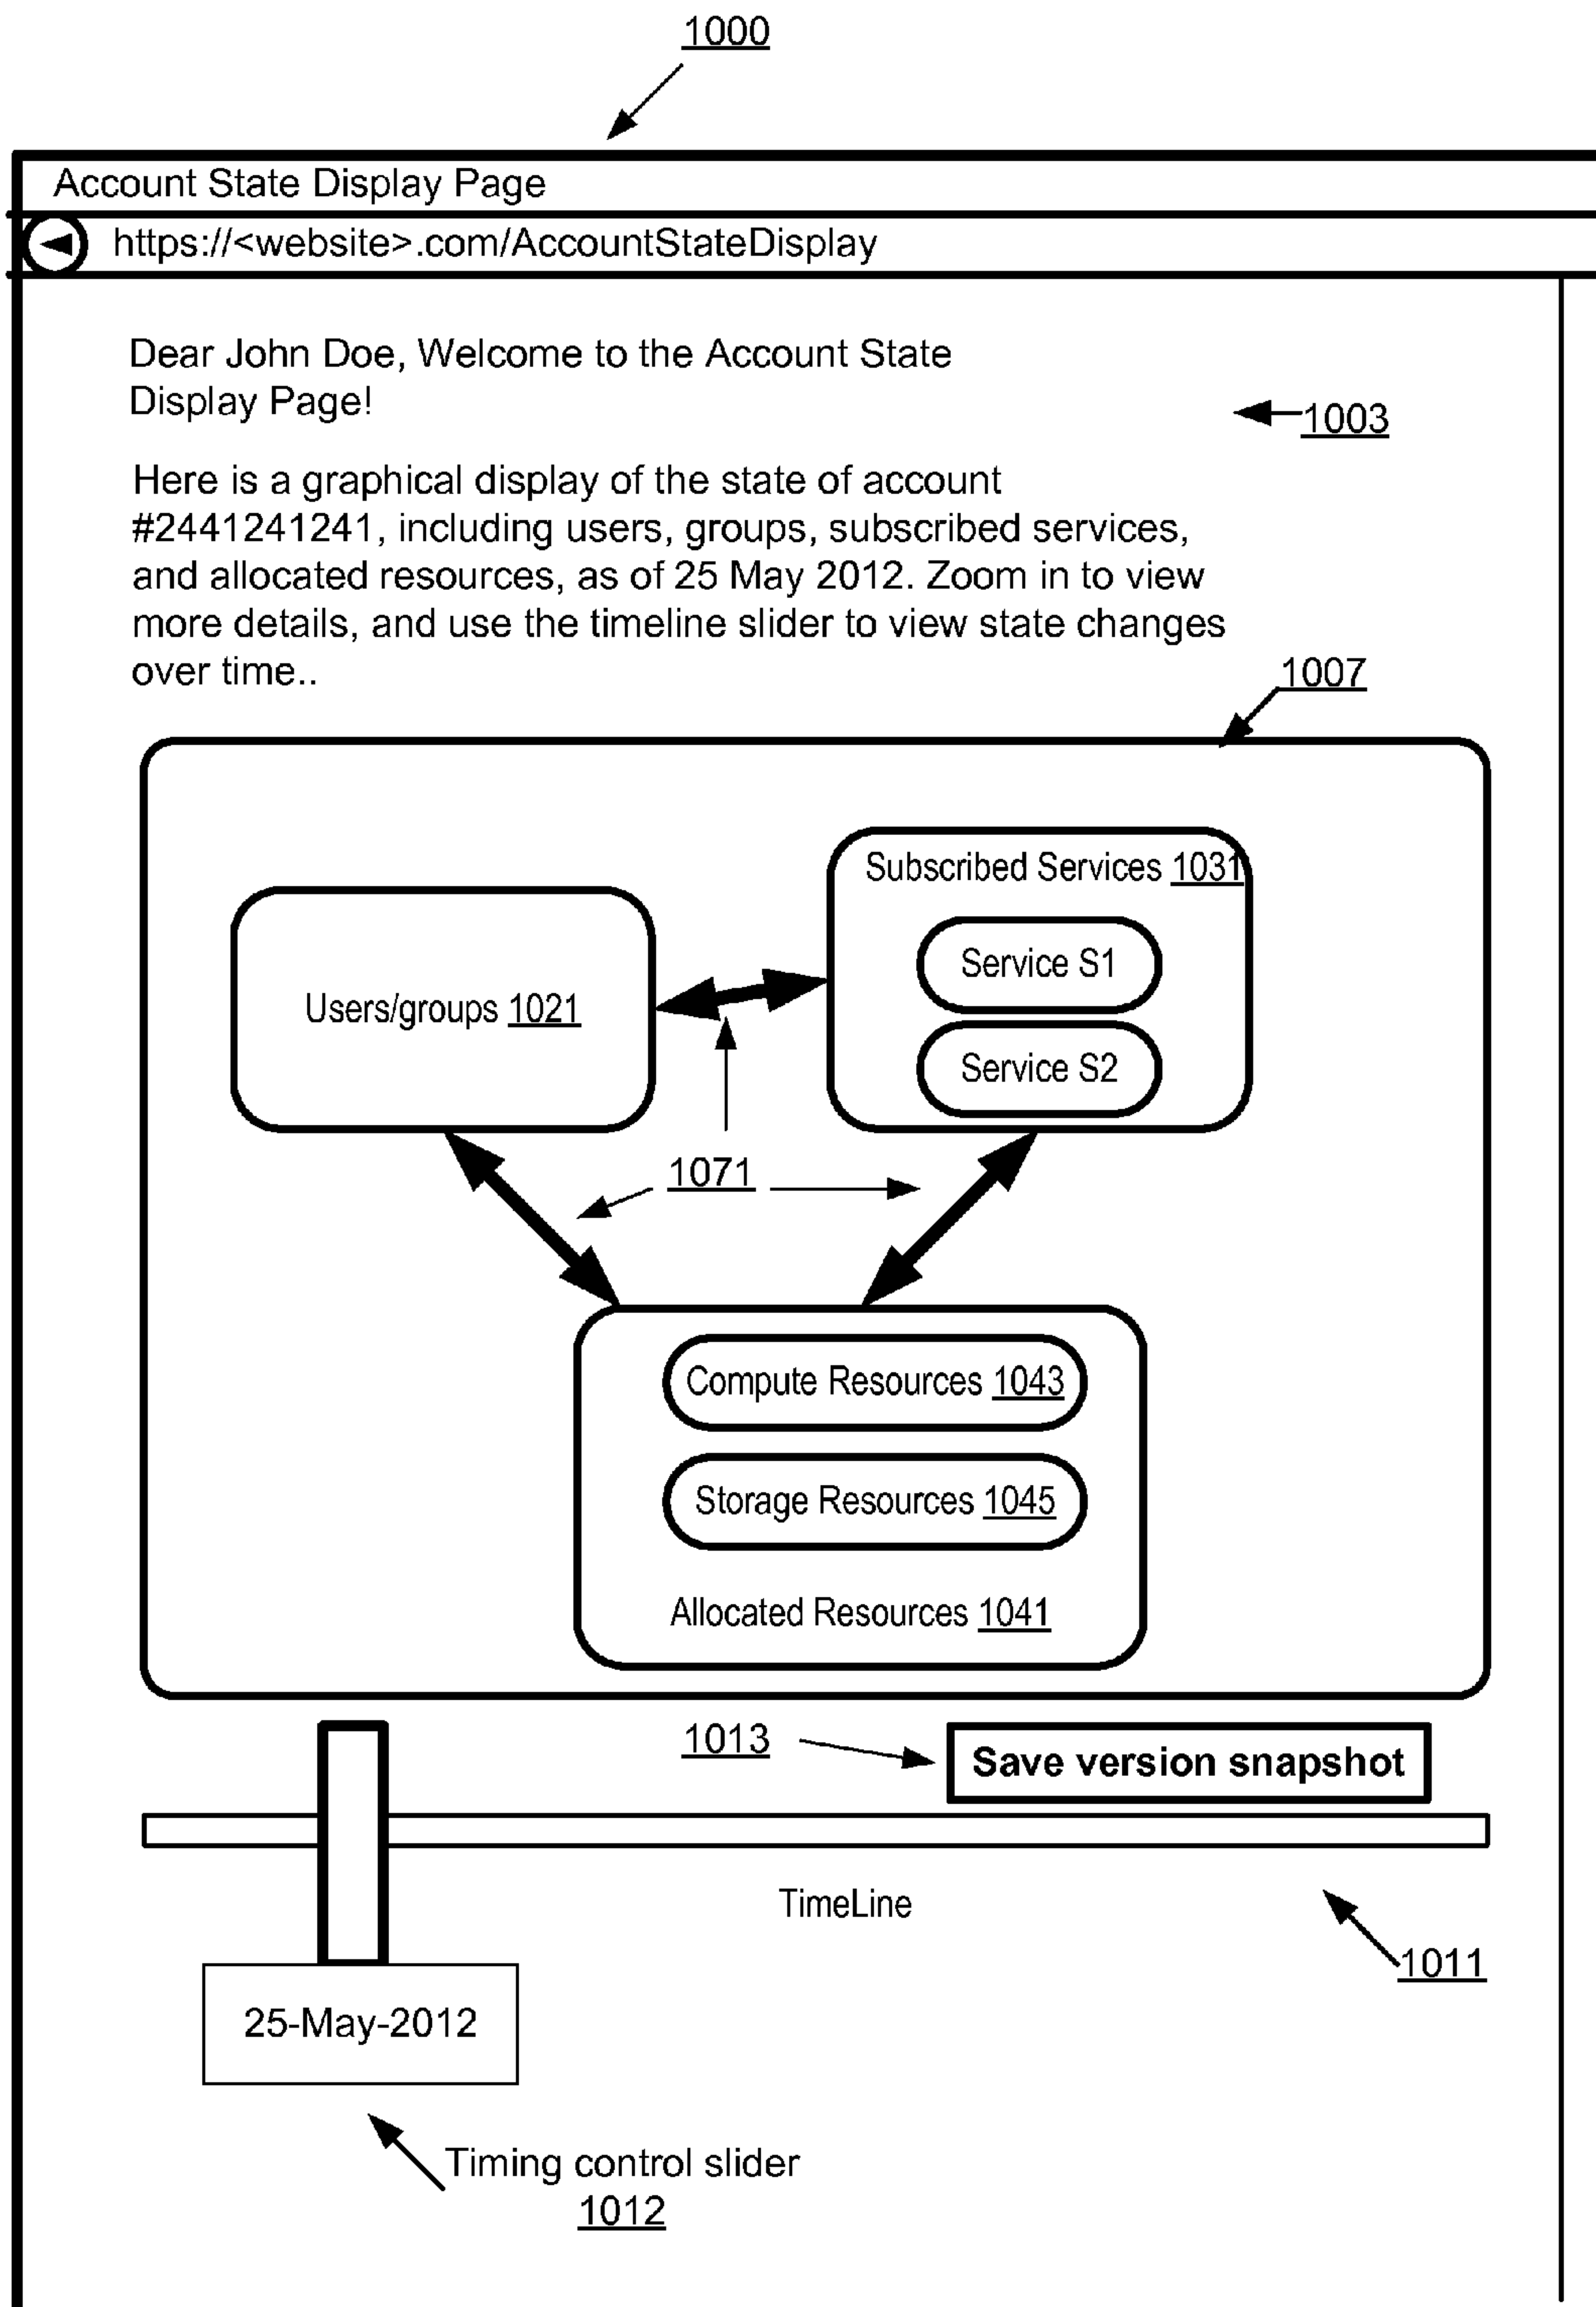 1000
Account State Display Page
https://<website>.com/AccountStateDisplay
Dear John Doe, Welcome to the Account State
Display Page!
1003
Here is a graphical display of the state of account
#2441241241, including users, groups, subscribed services,
and allocated resources, as of 25 May 2012. Zoom in to view
more details, and use the timeline slider to view state changes
over time..
1007
Subscribed Services 1031
Service S1
Users/groups 1021
Service S2
1071
Compute Resources 1043
Storage Resources 1045
Allocated Resources 1041
1013
Save version snapshot
TimeLine
1011
25-May-2012
Timing control slider
1012